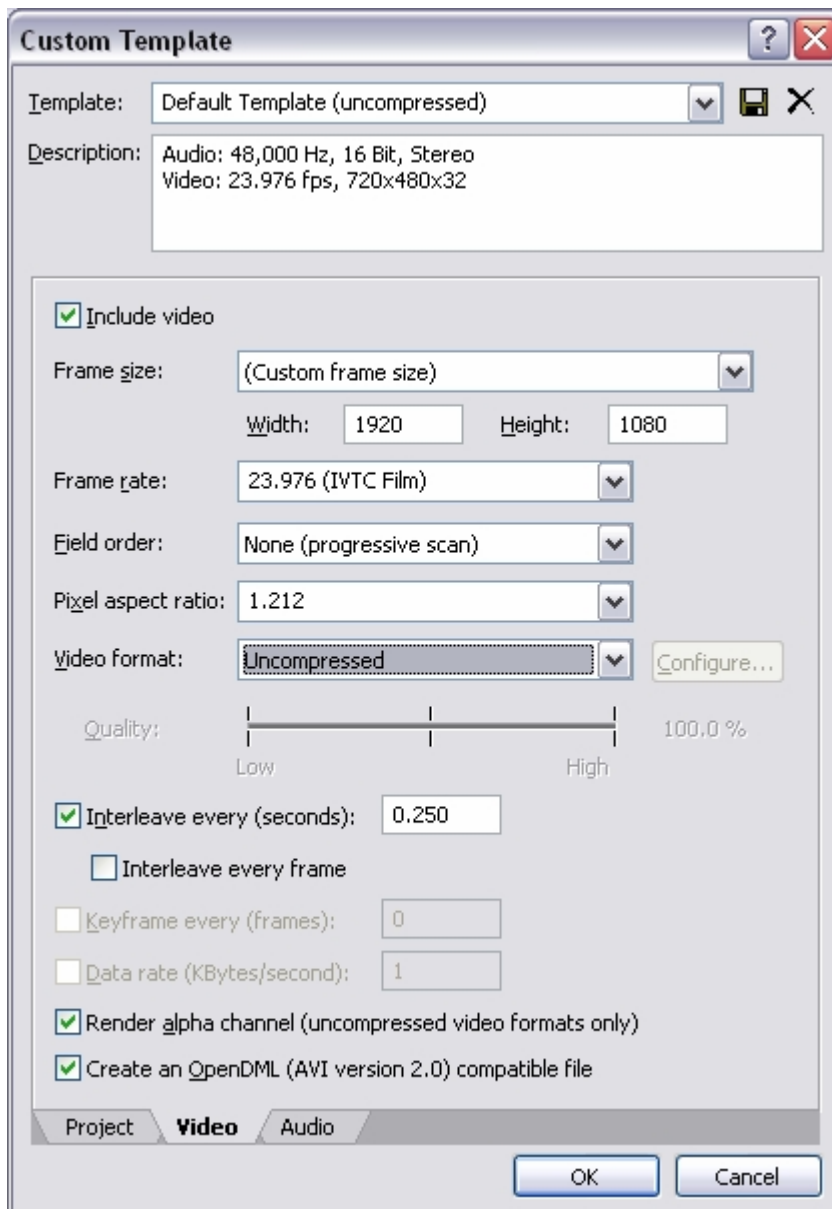 Custom Template
Template: Default Template (uncompressed)
Description: Audio: 48,000 Hz, 16 Bit, Stereo
Video: 23.976 fps, 720x480x32
Include video
Frame size: (Custom frame size)
Width: 1920 Height: 1080
Frame rate: 23.976 (IVTC Film)
Field order: None (progressive scan)
Pixel aspect ratio: 1.212
Video format: Uncompressed Configure...
Quality: 100.0 %
Low High
Interleave every (seconds): 0.250
Interleave every frame
Keyframe every (frames): 0
Data rate (KBytes/second): 1
Render alpha channel (uncompressed video formats only)
Create an OpenDML (AVI version 2.0) compatible file
Project Video Audio
OK Cancel